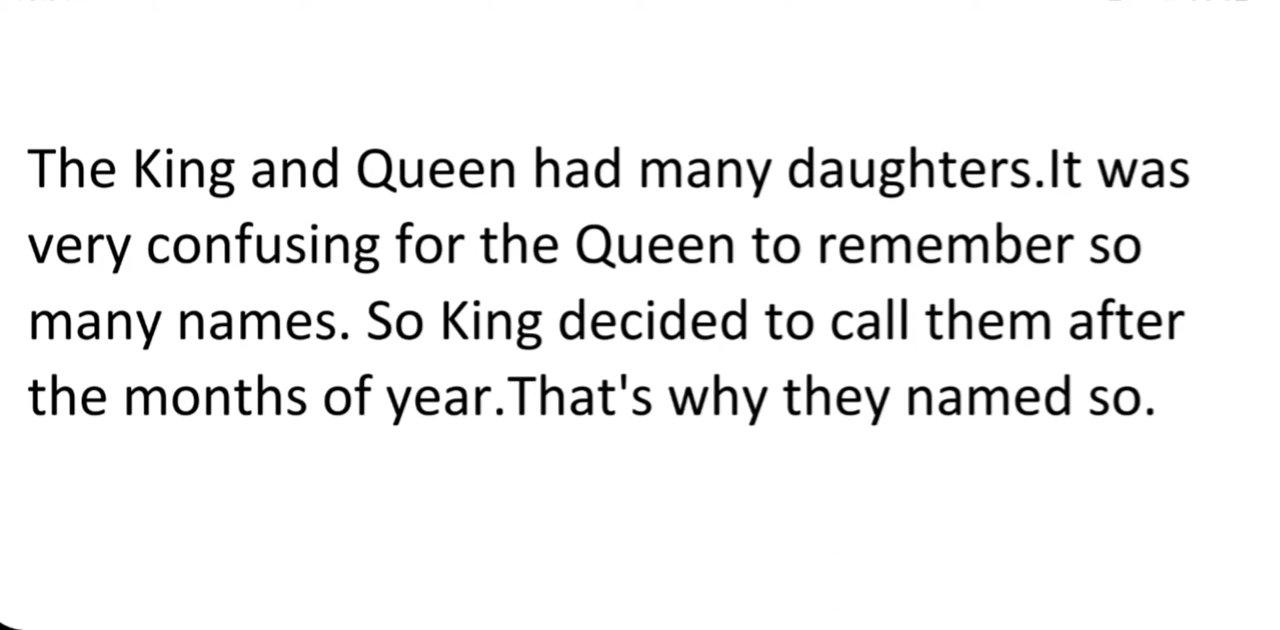 The King and Queen had many daughters.It was
very confusing for the Queen to remember so
many names. So King decided to call them after
the months of year.That's why they named so.